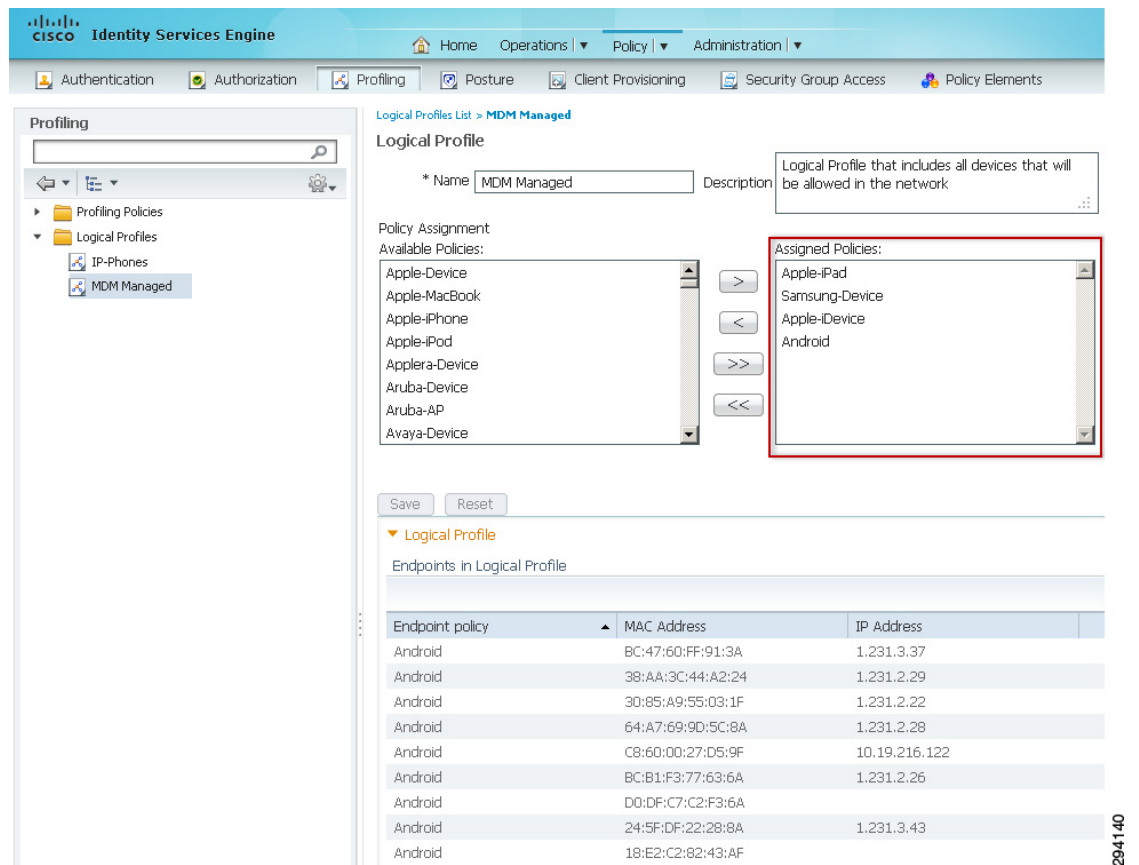 cisco Identity Services Engine
Home Operations Policy Administration
Authentication Authorization Profiling Posture Client Provisioning Security Group Access Policy Elements
Profiling
Profiling Policies
Logical Profiles
IP-Phones
MDM Managed
Logical Profiles List > MDM Managed
Logical Profile
* Name MDM Managed
Description Logical Profile that includes all devices that will
be allowed in the network
Policy Assignment
Available Policies:
Apple-Device
Apple-MacBook
Apple-iPhone
Apple-iPod
Applera-Device
Aruba-Device
Aruba-AP
Avaya-Device
>
<
>>
<<
Assigned Policies:
Apple-iPad
Samsung-Device
Apple-iDevice
Android
Save Reset
Logical Profile
Endpoints in Logical Profile
Endpoint policy MAC Address IP Address
Android BC:47:60:FF:91:3A 1.231.3.37
Android 38:AA:3C:44:A2:24 1.231.2.29
Android 30:85:A9:55:03:1F 1.231.2.22
Android 64:A7:69:9D:5C:8A 1.231.2.28
Android C8:60:00:27:D5:9F 10.19.216.122
Android BC:B1:F3:77:63:6A 1.231.2.26
Android D0:DF:C7:C2:F3:6A
Android 24:5F:DF:22:28:8A 1.231.3.43
Android 18:E2:C2:82:43:AF
294140